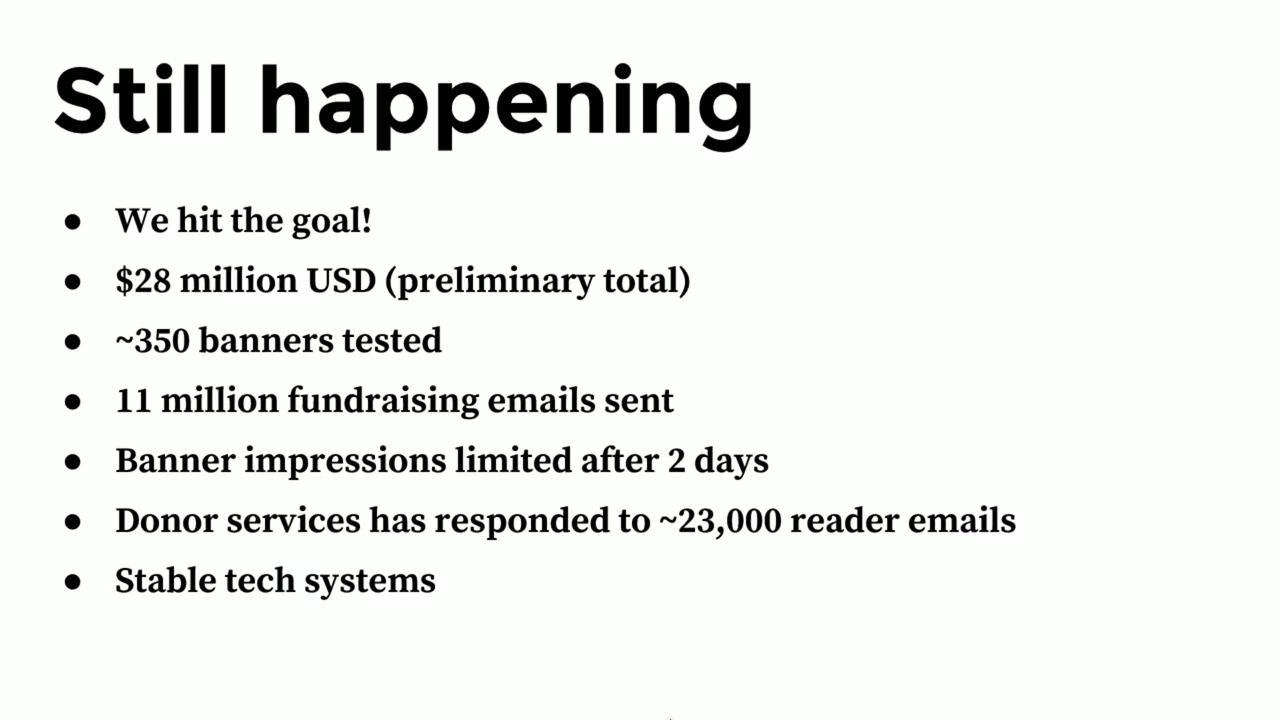 Still happening
● We hit the goal!
● $28 million USD (preliminary total)
● ~350 banners tested
● 11 million fundraising emails sent
● Banner impressions limited after 2 days
● Donor services has responded to ~23,000 reader emails
● Stable tech systems